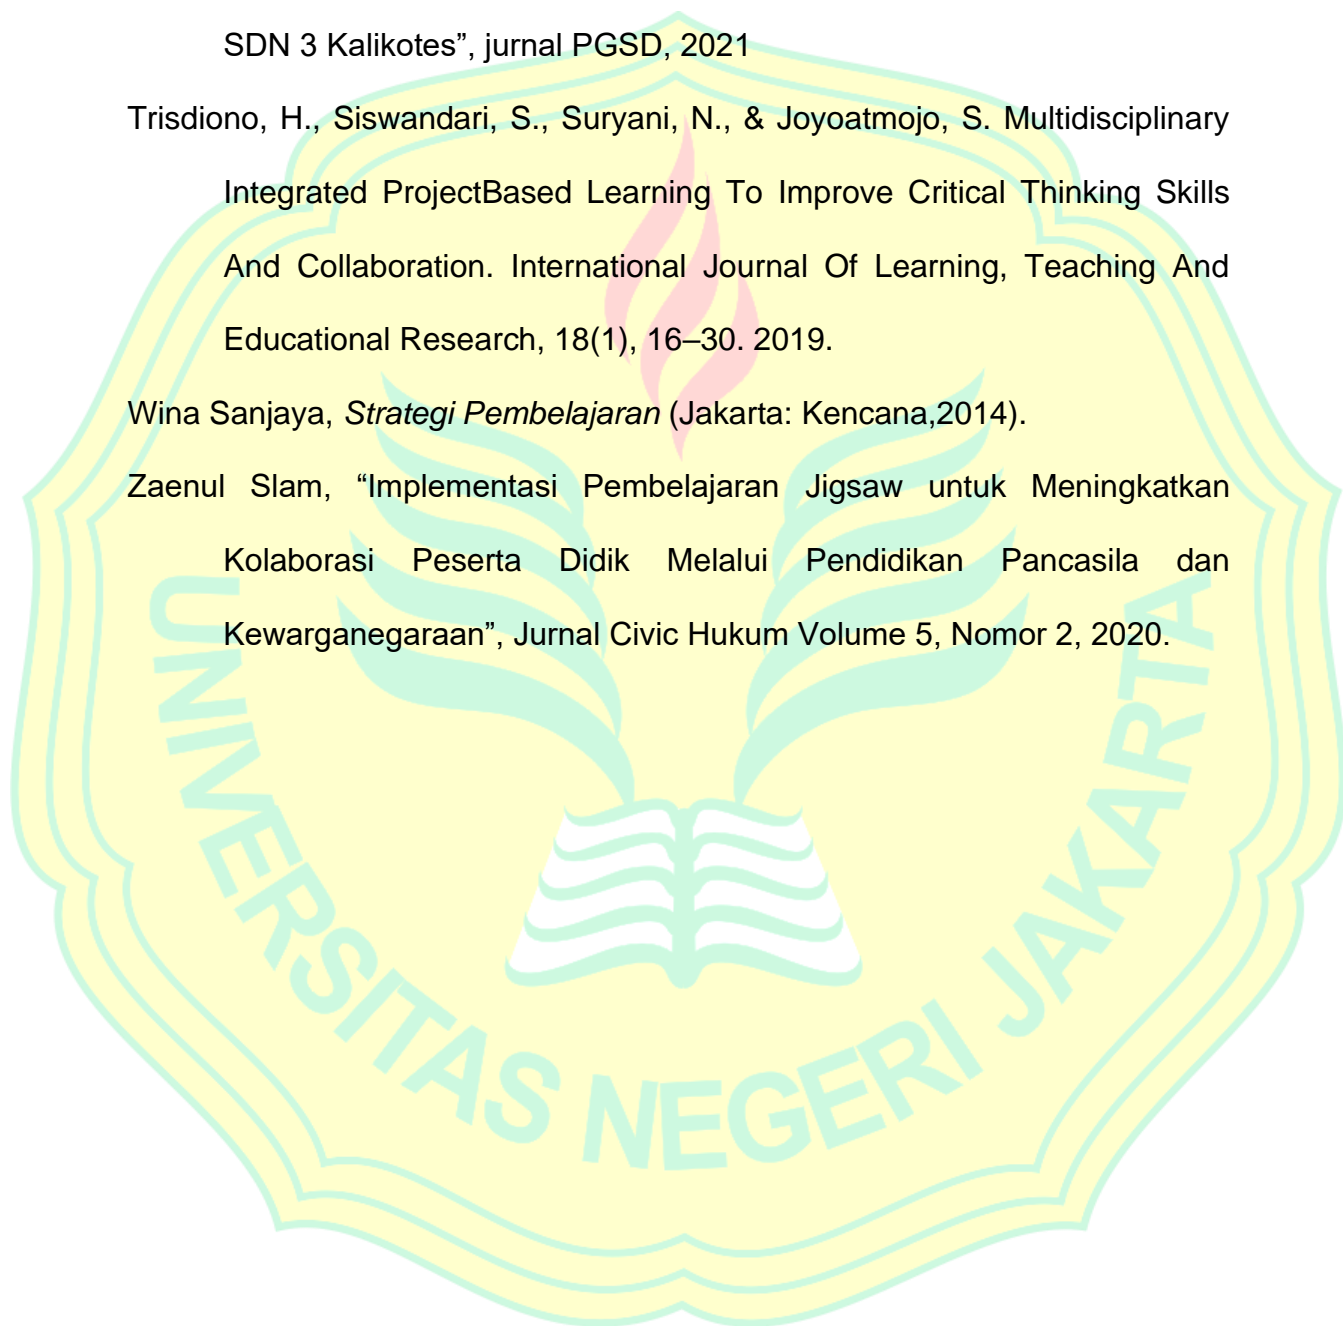 SDN 3 Kalikotes”, jurnal PGSD, 2021
Trisdiono, H., Siswandari, S., Suryani, N., & Joyoatmojo, S. Multidisciplinary
Integrated ProjectBased Learning To Improve Critical Thinking Skills
And Collaboration. International Journal Of Learning, Teaching And
Educational Research, 18(1), 16–30. 2019.
Wina Sanjaya, Strategi Pembelajaran (Jakarta: Kencana,2014).
Zaenul Slam, “Implementasi Pembelajaran Jigsaw untuk Meningkatkan
Kolaborasi Peserta Didik Melalui Pendidikan Pancasila dan
Kewarganegaraan”, Jurnal Civic Hukum Volume 5, Nomor 2, 2020.
UNIVERSITAS NEGERI JAKARTA